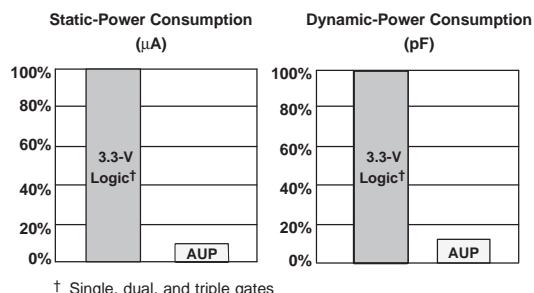 Static-Power Consumption
(μA)
100%
80%
60%
40%
20%
0%
3.3-V
Logic†
AUP
Dynamic-Power Consumption
(pF)
100%
80%
60%
40%
20%
0%
3.3-V
Logic†
AUP
† Single, dual, and triple gates